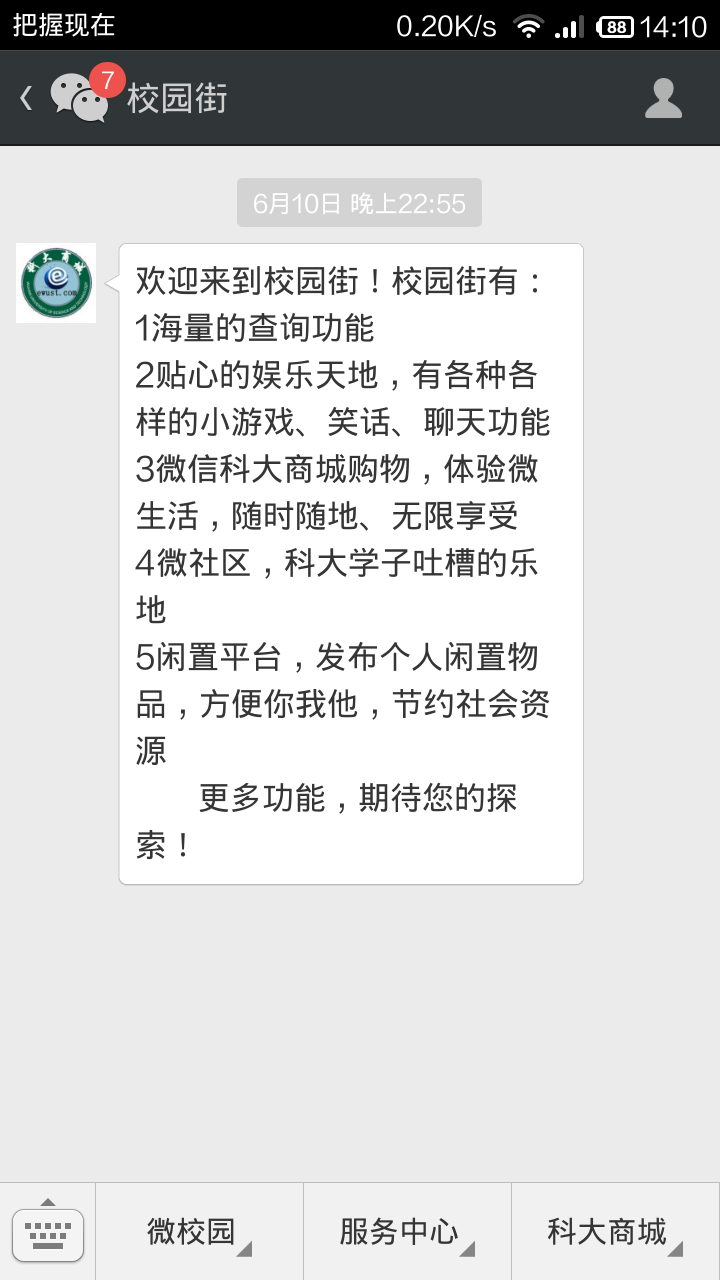 把握现在 0.20K/s 88 14:10
7 校园街
6月10日 晚上22:55
科大商城
ewust.com
欢迎来到校园街！校园街有：
1海量的查询功能
2贴心的娱乐天地，有各种各
样的小游戏、笑话、聊天功能
3微信科大商城购物，体验微
生活，随时随地、无限享受
4微社区，科大学子吐槽的乐
地
5闲置平台，发布个人闲置物
品，方便你我他，节约社会资
源
更多功能，期待您的探
索！
微校园 服务中心 科大商城